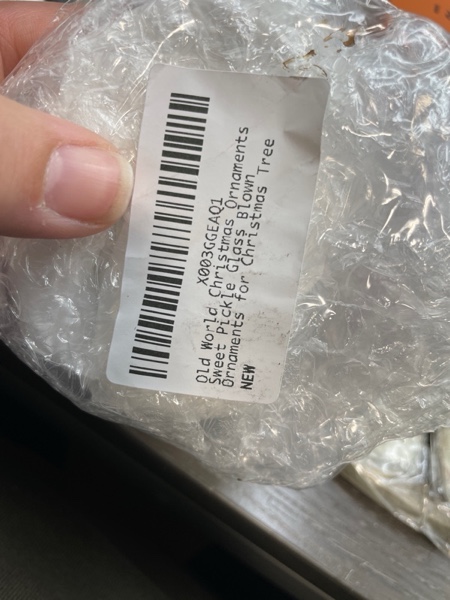 X003GGEAQ1
Old World Christmas Ornaments
Sweet Pickle Glass Blown
Ornaments for Christmas Tree
NEW